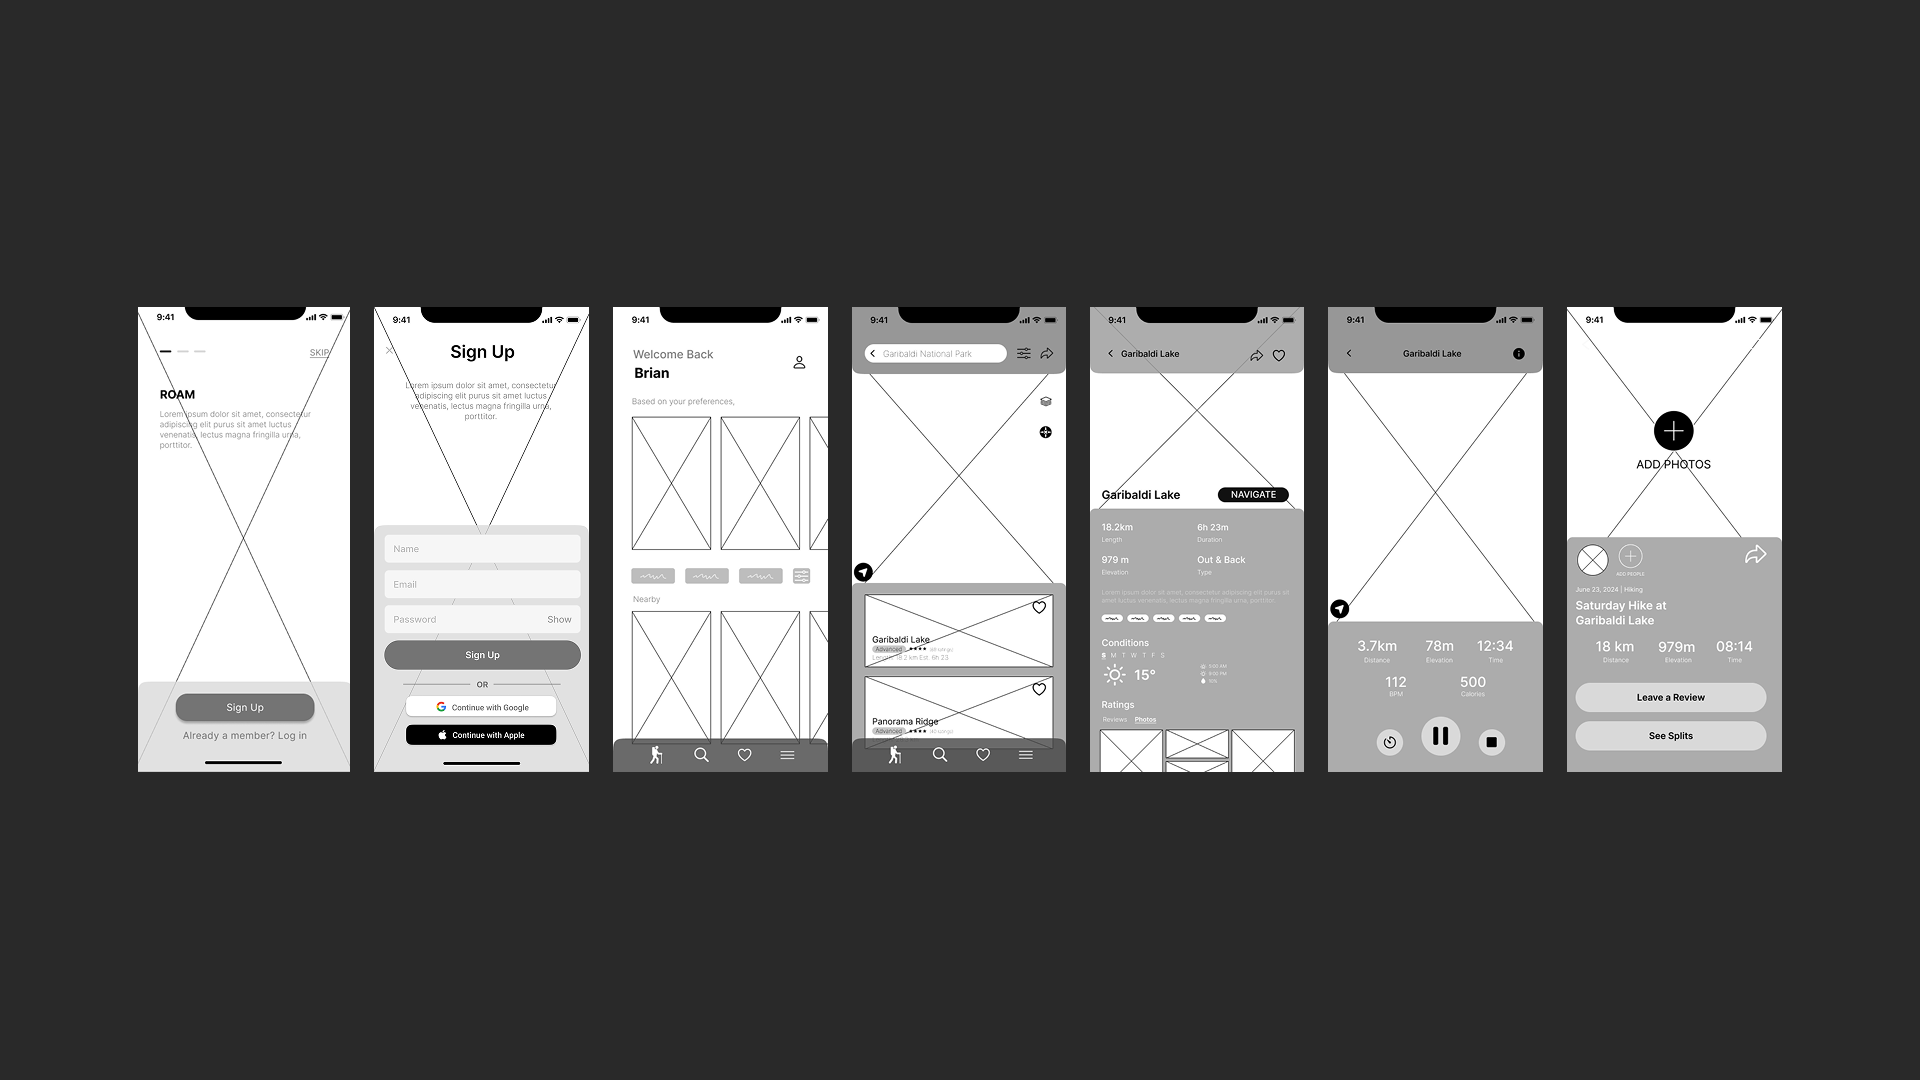 9:41
SKIP
ROAM
Lorem ipsum dolor sit amet, consectetur
adipiscing elit purus sit amet luctus
venenatis, lectus magna fringilla urna,
porttitor.
Sign Up
Already a member? Log in
9:41
Sign Up
Lorem ipsum dolor sit amet, consectetur
adipiscing elit purus sit amet luctus
venenatis, lectus magna fringilla urna,
porttitor.
Name
Email
Password Show
Sign Up
OR
Continue with Google
Continue with Apple
9:41
Welcome Back
Brian
Based on your preferences,
Nearby
9:41
Garibaldi National Park
Garibaldi Lake
Advanced
Length: 18.2 km Est. 6h 23
Panorama Ridge
Advanced
9:41
Garibaldi Lake
Garibaldi Lake NAVIGATE
18.2km 6h 23m
Length Duration
979 m Out & Back
Elevation Type
Lorem ipsum dolor sit amet, consectetur adipiscing elit purus sit
amet luctus venenatis, lectus magna fringilla urna, porttitor
Conditions
S M T W T F S
15°
Ratings
Reviews Photos
9:41
Garibaldi Lake
3.7km 78m 12:34
Distance Elevation Time
112 500
BPM Calories
9:41
ADD PHOTOS
ADD PEOPLE
June 23, 2024 | Hiking
Saturday Hike at
Garibaldi Lake
18 km 979m 08:14
Distance Elevation Time
Leave a Review
See Splits